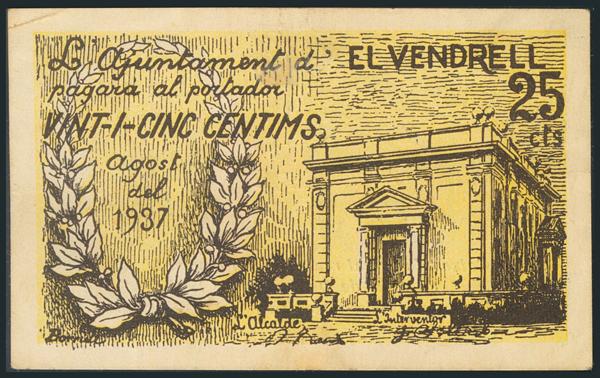 L'Ajuntament d' EL VENDRELL
pagarà al portador
25
cts
VINT-I-CINC CENTIMS
Agost
del
1937
L'Alcalde
L'Interventor